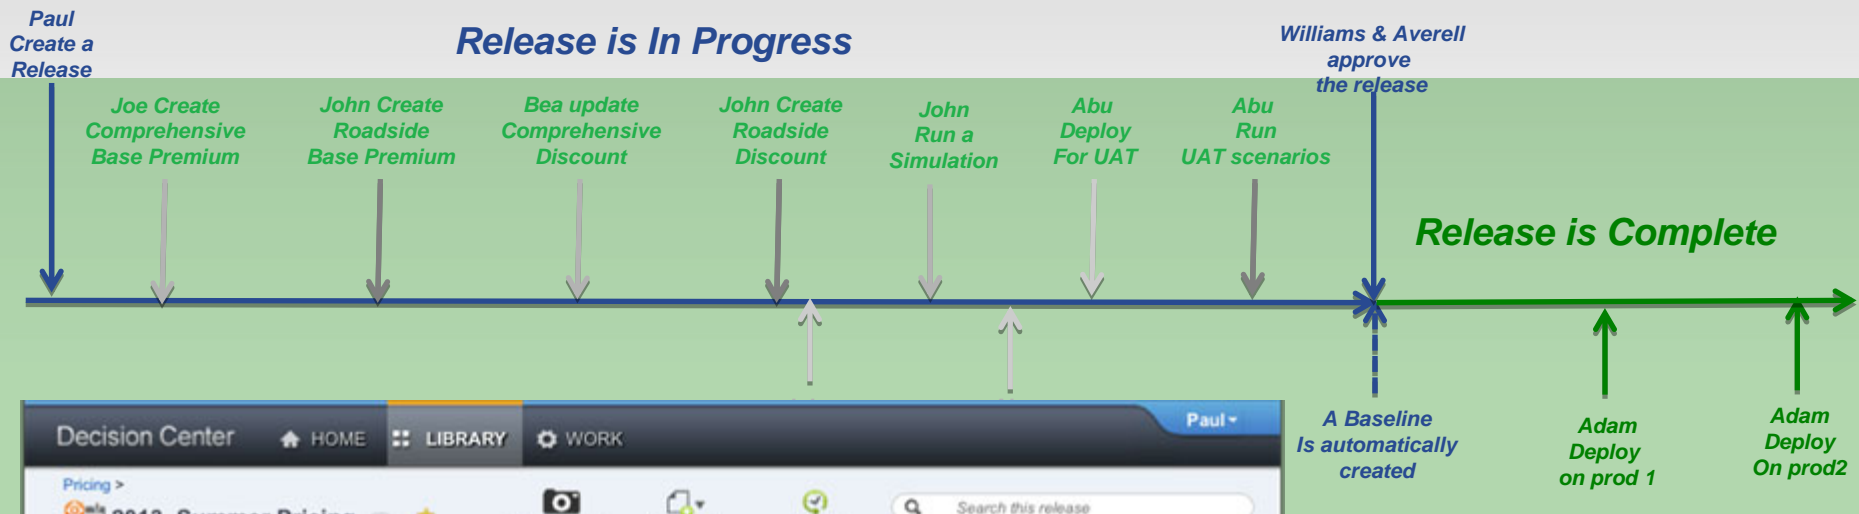 Paul
Create a
Release
Release is In Progress
Williams & Averell
approve
the release
Joe Create
Comprehensive
Base Premium
John Create
Roadside
Base Premium
Bea update
Comprehensive
Discount
John Create
Roadside
Discount
John
Run a
Simulation
Abu
Deploy
For UAT
Abu
Run
UAT scenarios
Release is Complete
A Baseline
Is automatically
created
Adam
Deploy
on prod 1
Adam
Deploy
On prod2
Decision Center
HOME
LIBRARY
WORK
Paul
Pricing >
Summer Pricing
Search this release